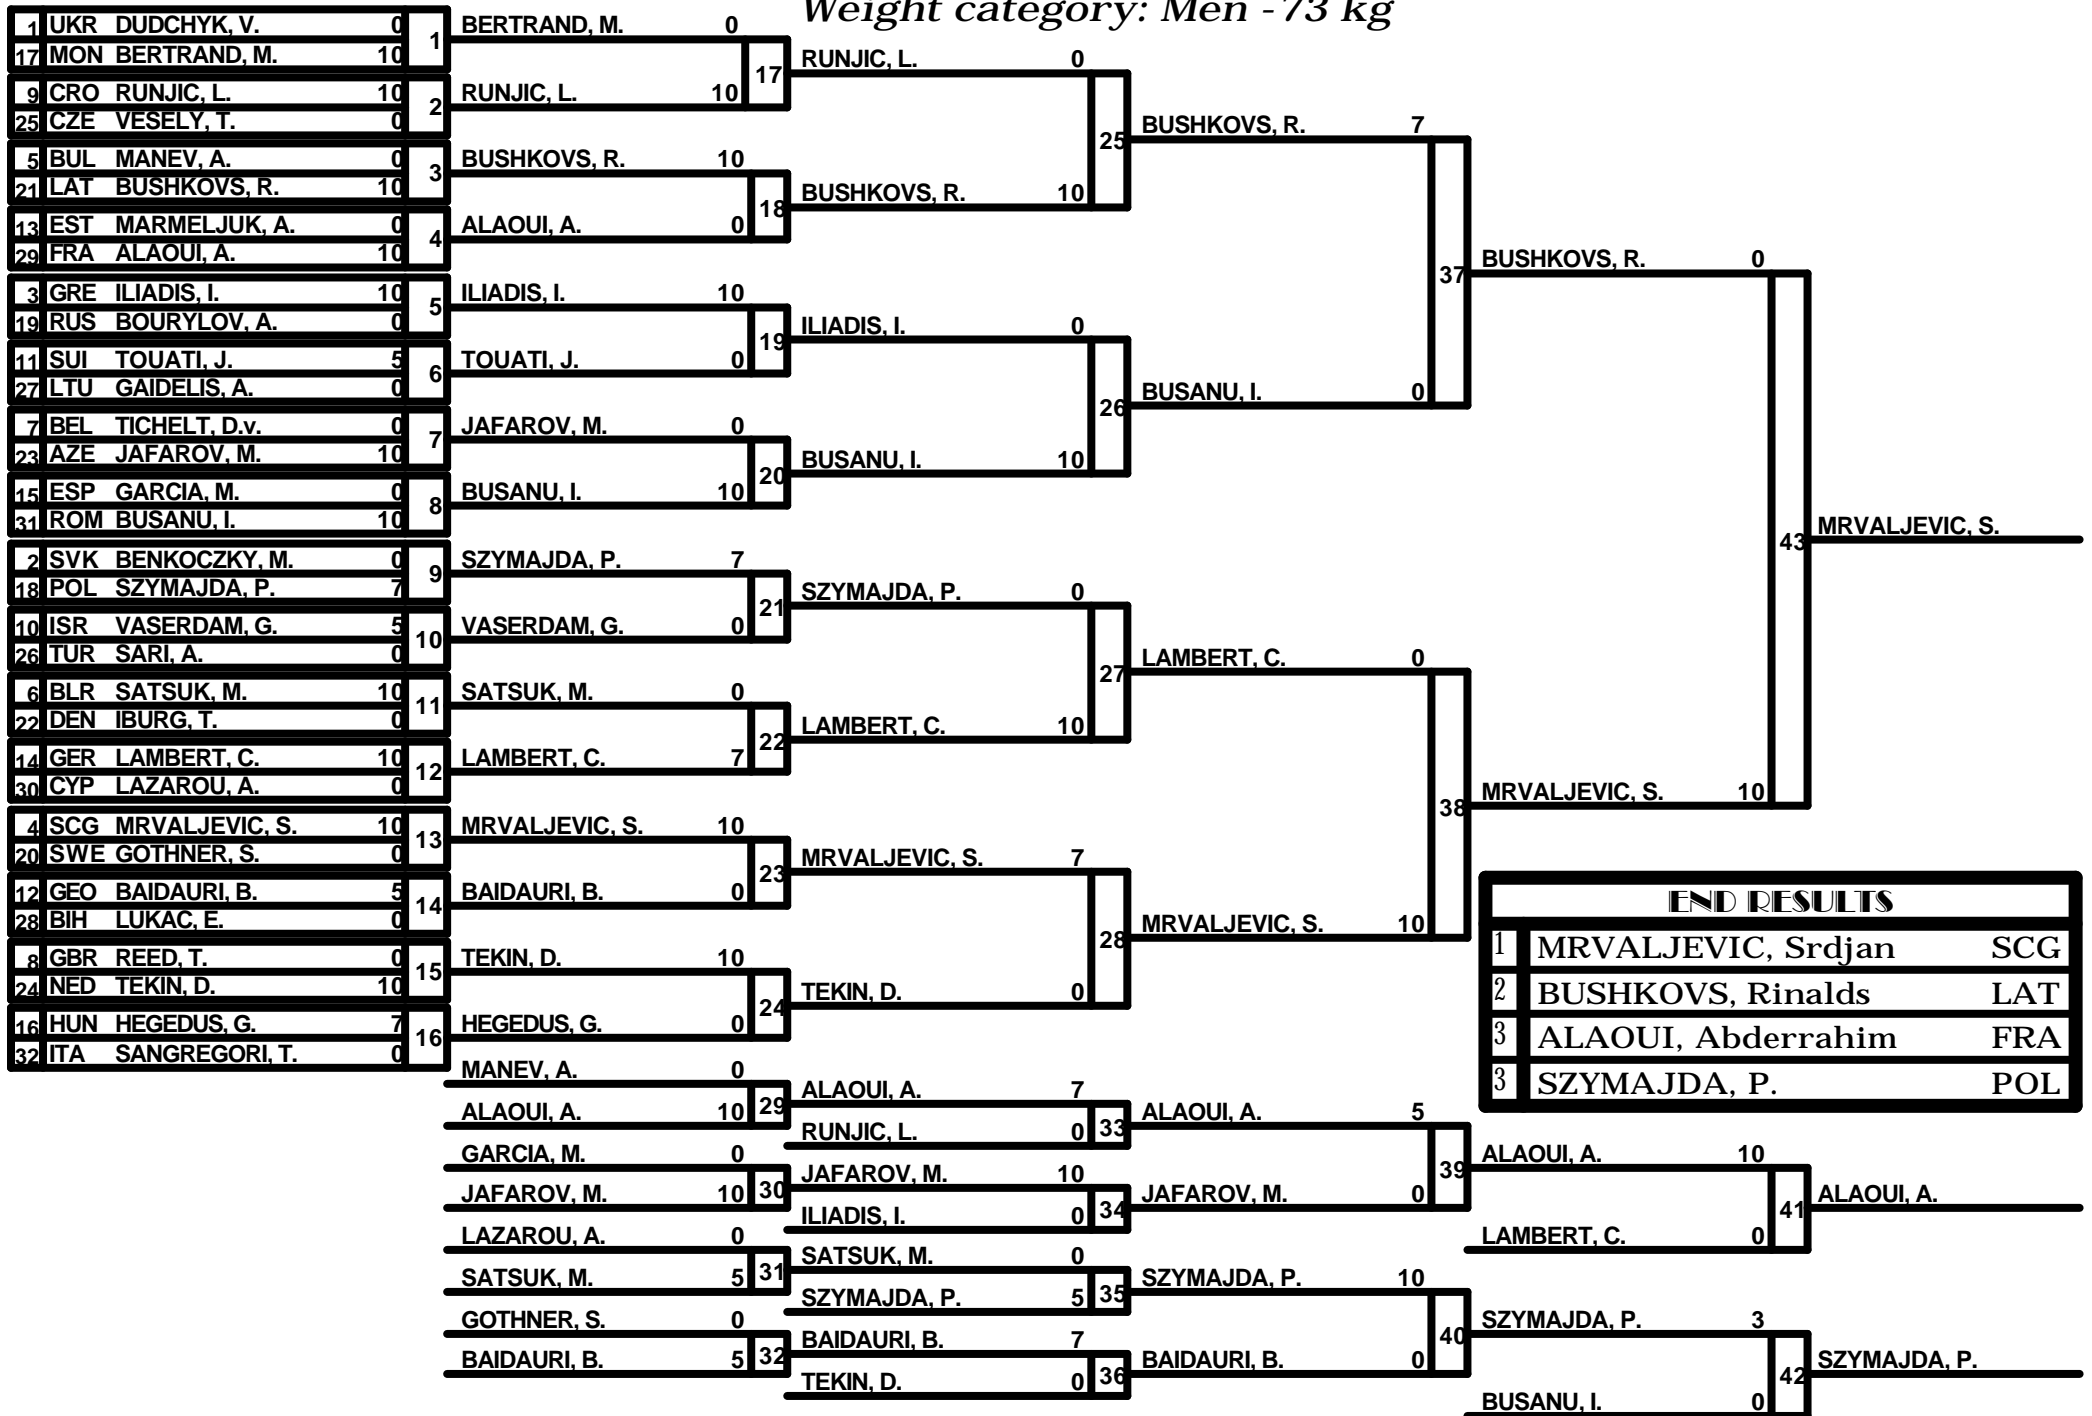 Weight category: Men -73 kg
1 UKR DUDCHYK, V. 0
17 MON BERTRAND, M. 10
1
9 CRO RUNJIC, L. 10
25 CZE VESELY, T. 0
2
5 BUL MANEV, A. 0
21 LAT BUSHKOVS, R. 10
3
13 EST MARMELJUK, A. 0
29 FRA ALAOUI, A. 10
4
3 GRE ILIADIS, I. 10
19 RUS BOURYLOV, A. 0
5
11 SUI TOUATI, J. 5
27 LTU GAIDELIS, A. 0
6
7 BEL TICHELT, D.v. 0
23 AZE JAFAROV, M. 10
7
15 ESP GARCIA, M. 0
31 ROM BUSANU, I. 10
8
2 SVK BENKOCZKY, M. 0
18 POL SZYMAJDA, P. 7
9
10 ISR VASERDAM, G. 5
26 TUR SARI, A. 0
10
6 BLR SATSUK, M. 10
22 DEN IBURG, T. 0
11
14 GER LAMBERT, C. 10
30 CYP LAZAROU, A. 0
12
4 SCG MRVALJEVIC, S. 10
20 SWE GOTHNER, S. 0
13
12 GEO BAIDAURI, B. 5
28 BIH LUKAC, E. 0
14
8 GBR REED, T. 0
24 NED TEKIN, D. 10
15
16 HUN HEGEDUS, G. 7
32 ITA SANGREGORI, T. 0
16
BERTRAND, M. 0
RUNJIC, L. 10
17
BUSHKOVS, R. 10
ALAOUI, A. 0
18
ILIADIS, I. 10
TOUATI, J. 0
19
JAFAROV, M. 0
BUSANU, I. 10
20
SZYMAJDA, P. 7
VASERDAM, G. 0
21
SATSUK, M. 0
LAMBERT, C. 7
22
MRVALJEVIC, S. 10
BAIDAURI, B. 0
23
TEKIN, D. 10
HEGEDUS, G. 0
24
RUNJIC, L. 0
BUSHKOVS, R. 10
25
ILIADIS, I. 0
BUSANU, I. 10
26
SZYMAJDA, P. 0
LAMBERT, C. 10
27
MRVALJEVIC, S. 7
TEKIN, D. 0
28
BUSHKOVS, R. 7
BUSANU, I. 0
37
LAMBERT, C. 0
MRVALJEVIC, S. 10
38
BUSHKOVS, R. 0
MRVALJEVIC, S. 10
43
MRVALJEVIC, S.
END RESULTS
1 MRVALJEVIC, Srdjan SCG
2 BUSHKOVS, Rinalds LAT
3 ALAOUI, Abderrahim FRA
3 SZYMAJDA, P. POL
MANEV, A. 0
ALAOUI, A. 10
29
GARCIA, M. 0
JAFAROV, M. 10
30
LAZAROU, A. 0
SATSUK, M. 5
31
GOTHNER, S. 0
BAIDAURI, B. 5
32
ALAOUI, A. 7
RUNJIC, L. 0
33
JAFAROV, M. 10
ILIADIS, I. 0
34
SATSUK, M. 0
SZYMAJDA, P. 5
35
BAIDAURI, B. 7
TEKIN, D. 0
36
ALAOUI, A. 5
JAFAROV, M. 0
39
SZYMAJDA, P. 10
BAIDAURI, B. 0
40
ALAOUI, A. 10
LAMBERT, C. 0
41
ALAOUI, A.
SZYMAJDA, P. 3
BUSANU, I. 0
42
SZYMAJDA, P.